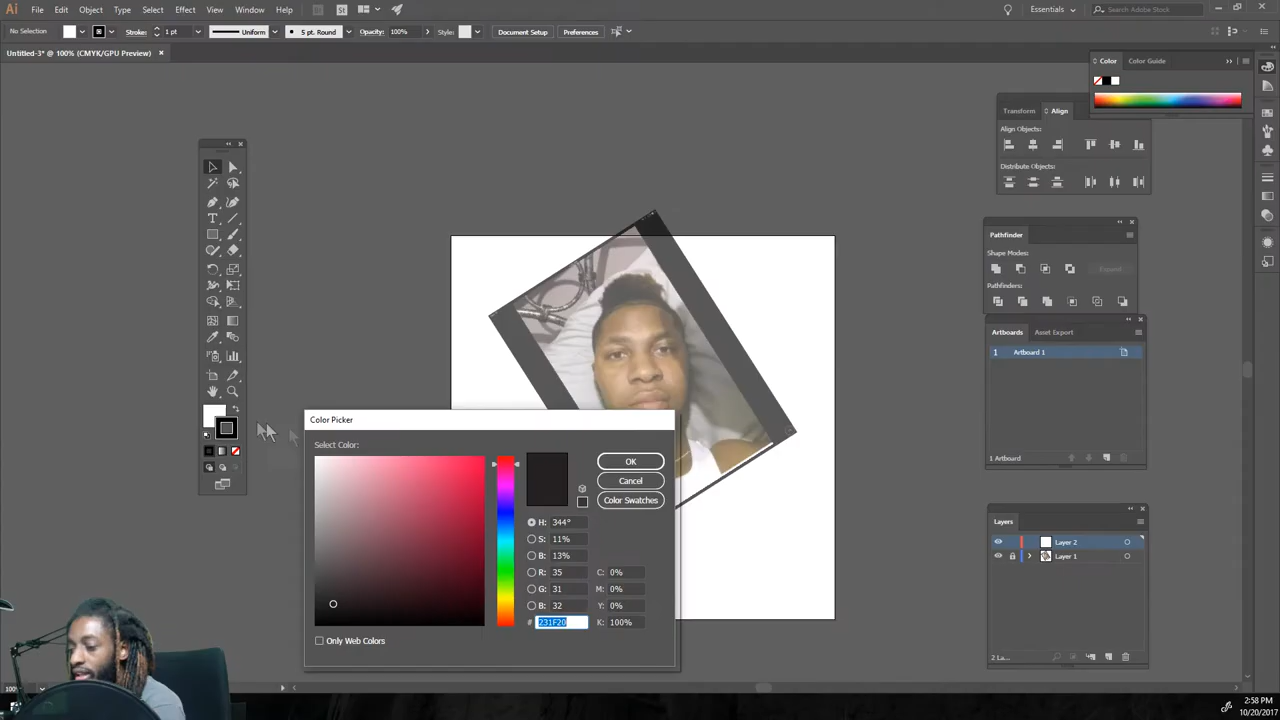 Ai File Edit Object Type Select Effect View Window Help Br St Essentials Search Adobe Stock
No Selection Stroke: 1 pt Uniform 5 pt. Round Opacity: 100% Style: Document Setup Preferences
Untitled-3* @ 100% (CMYK/GPU Preview)
Color Color Guide
Transform Align
Align Objects:
Distribute Objects:
Pathfinder
Shape Modes:
Expand
Pathfinders:
Artboards Asset Export
1 Artboard 1
1 Artboard
Layers
Layer 2
Layer 1
2 La...
Color Picker
Select Color:
OK
Cancel
Color Swatches
H: 344°
S: 11%
B: 13%
R: 35 C: 0%
G: 31 M: 0%
B: 32 Y: 0%
# 231F20 K: 100%
Only Web Colors
100%
2:58 PM
10/20/2017